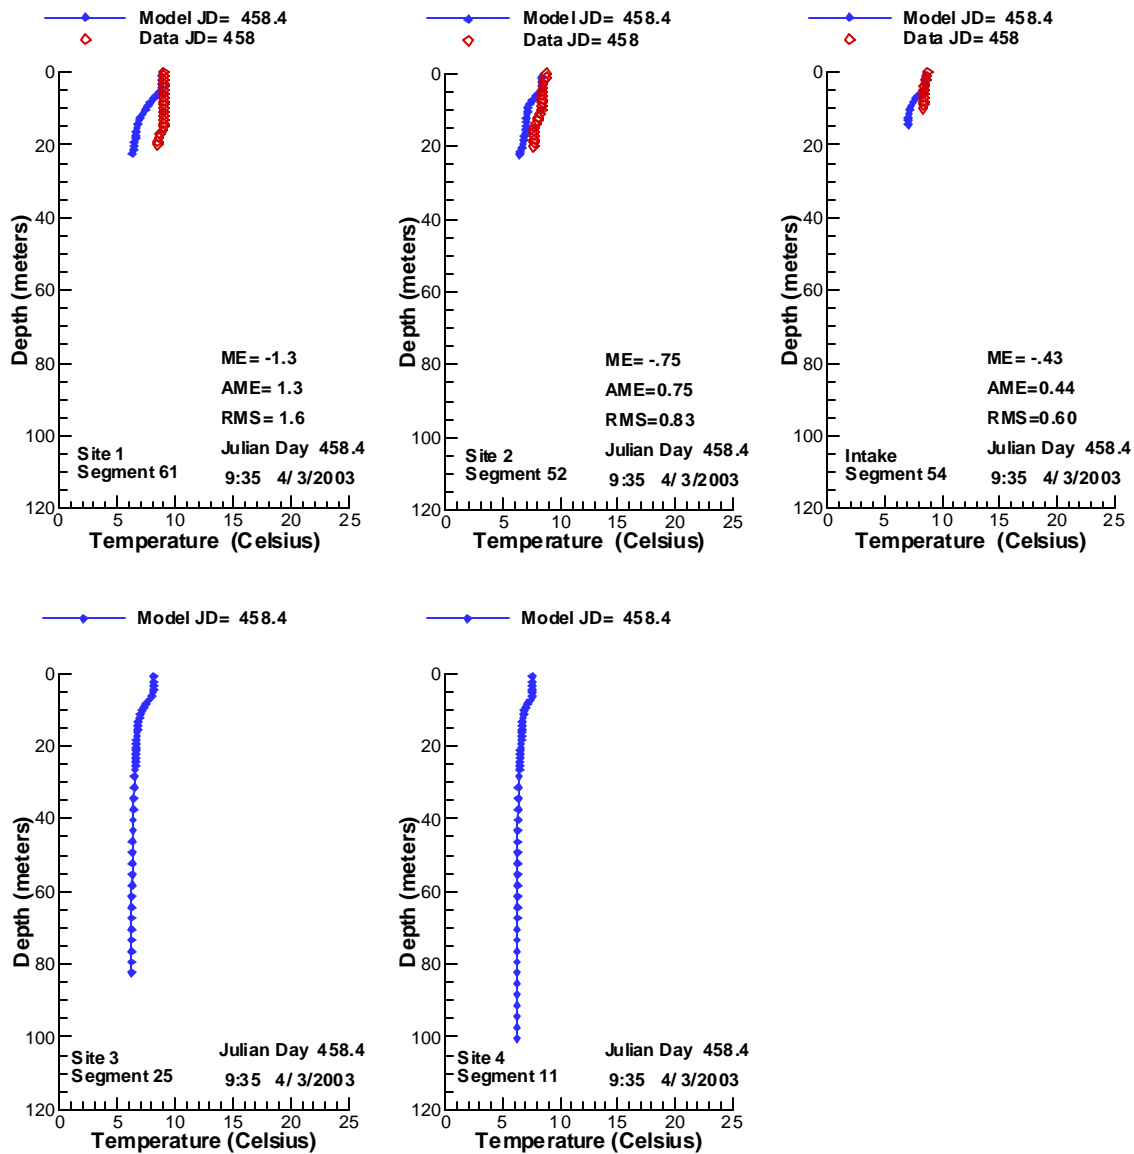 Model JD= 458.4
Data JD= 458
0
20
40
60
80
100
120
Depth (meters)
ME= -1.3
AME= 1.3
RMS= 1.6
Julian Day 458.4
9:35 4/ 3/2003
Site 1
Segment 61
0 5 10 15 20 25
Temperature (Celsius)
Model JD= 458.4
Data JD= 458
0
20
40
60
80
100
120
Depth (meters)
ME= -.75
AME=0.75
RMS=0.83
Julian Day 458.4
9:35 4/ 3/2003
Site 2
Segment 52
0 5 10 15 20 25
Temperature (Celsius)
Model JD= 458.4
Data JD= 458
0
20
40
60
80
100
120
Depth (meters)
ME= -.43
AME=0.44
RMS=0.60
Julian Day 458.4
9:35 4/ 3/2003
Intake
Segment 54
0 5 10 15 20 25
Temperature (Celsius)
Model JD= 458.4
0
20
40
60
80
100
120
Depth (meters)
Julian Day 458.4
9:35 4/ 3/2003
Site 3
Segment 25
0 5 10 15 20 25
Temperature (Celsius)
Model JD= 458.4
0
20
40
60
80
100
120
Depth (meters)
Julian Day 458.4
9:35 4/ 3/2003
Site 4
Segment 11
0 5 10 15 20 25
Temperature (Celsius)